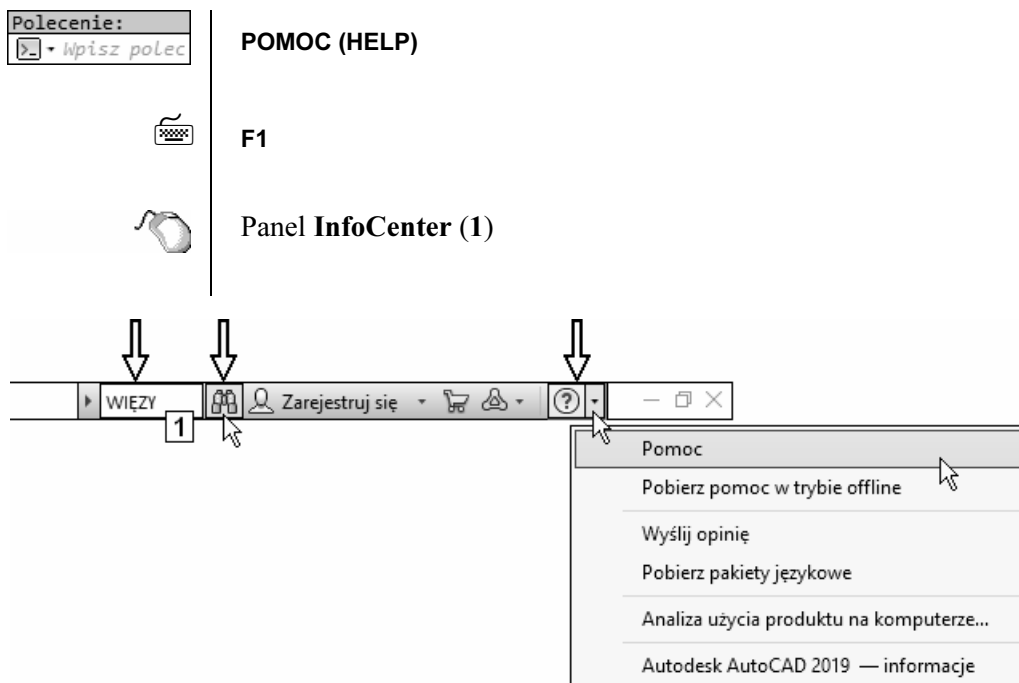 Polecenie:
Wpisz polec
POMOC (HELP)
F1
Panel InfoCenter (1)
WIĘZY
1
Zarejestruj się
Pomoc
Pobierz pomoc w trybie offline
Wyślij opinię
Pobierz pakiety językowe
Analiza użycia produktu na komputerze...
Autodesk AutoCAD 2019 — informacje